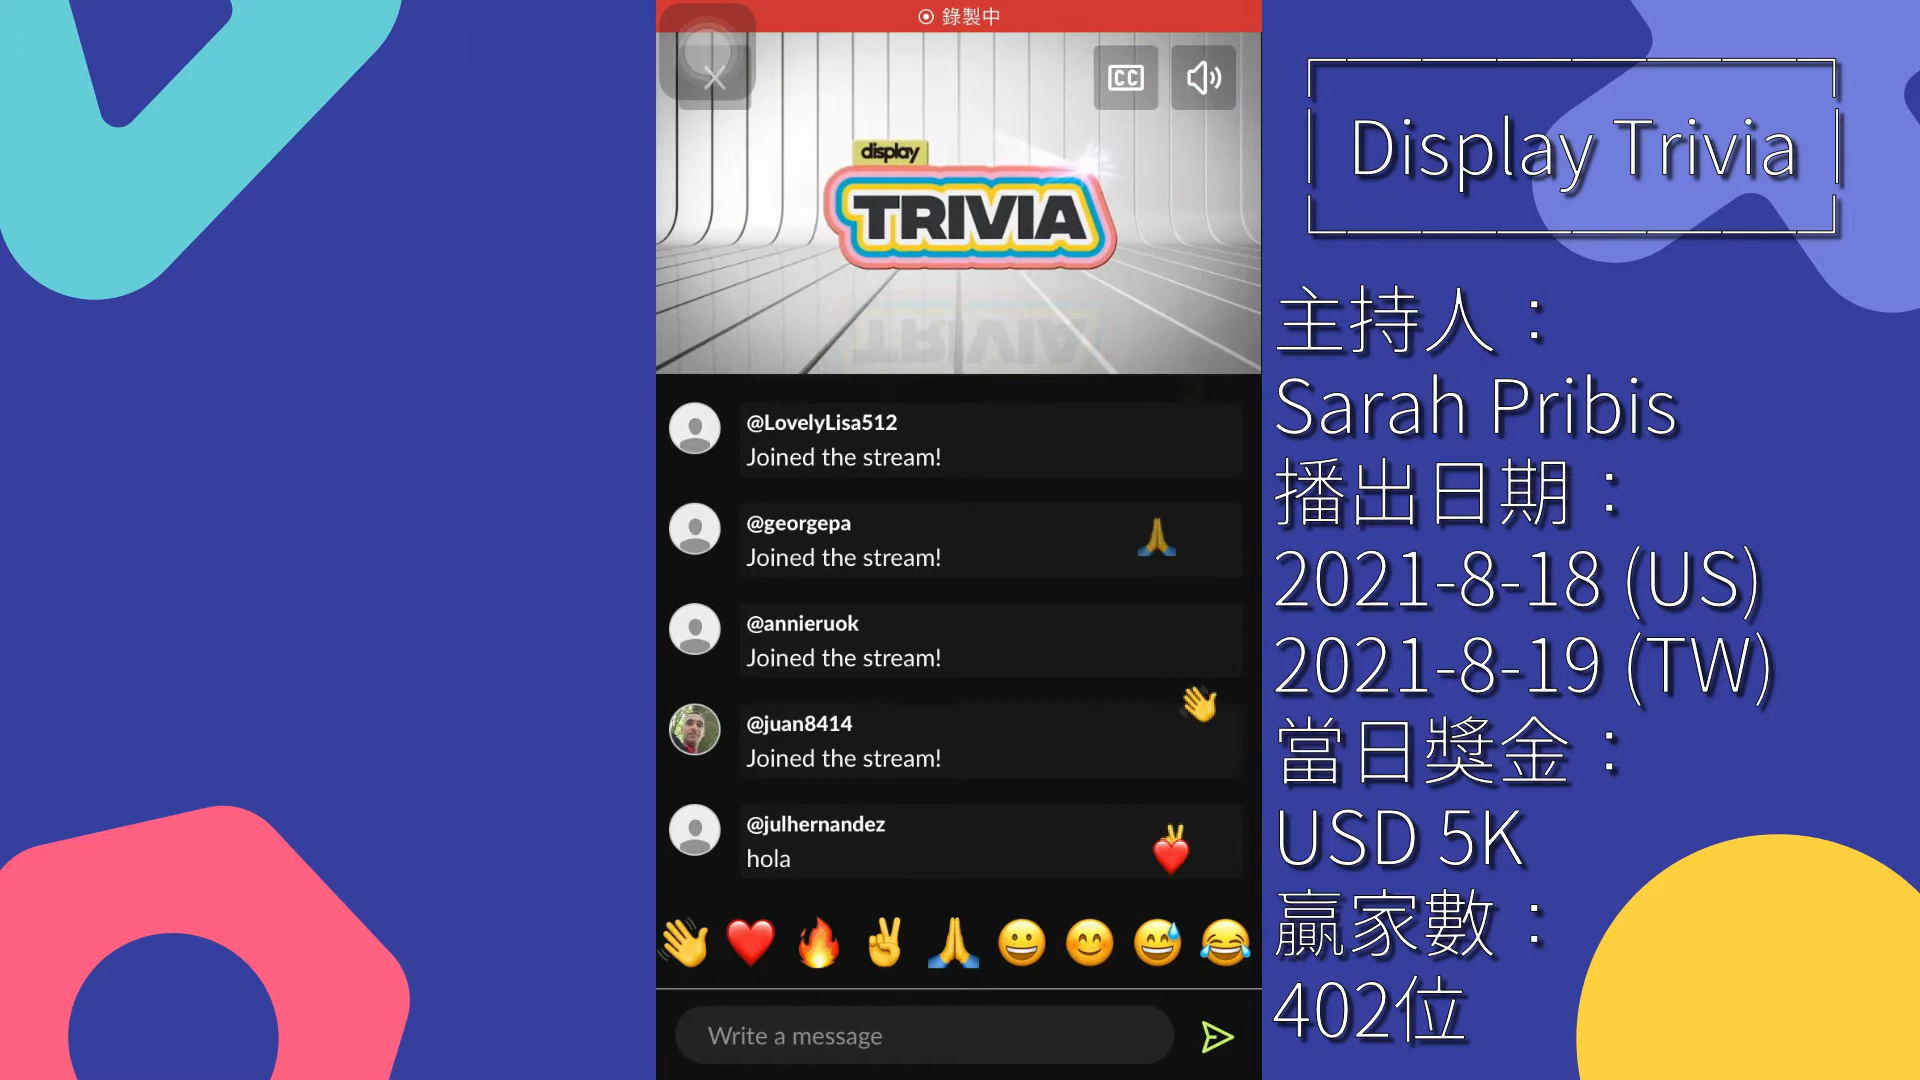 錄製中
CC
display
TRIVIA
@LovelyLisa512
Joined the stream!
@georgepa
Joined the stream!
@annieruok
Joined the stream!
@juan8414
Joined the stream!
@julhernandez
hola
Write a message
Display Trivia
主持人：
Sarah Pribis
播出日期：
2021-8-18 (US)
2021-8-19 (TW)
當日獎金：
USD 5K
贏家數：
402位